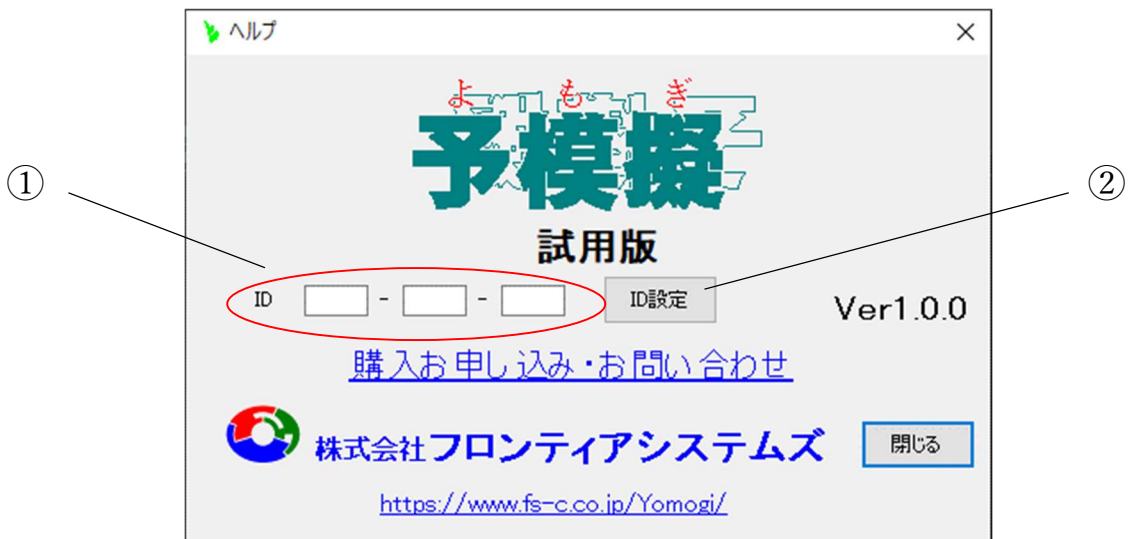 ヘルプ
よもぎ
予模擬
①
②
試用版
ID - - ID設定
Ver1.0.0
購入お申し込み・お問い合わせ
株式会社フロンティアシステムズ 閉じる
https://www.fs-c.co.jp/Yomogi/